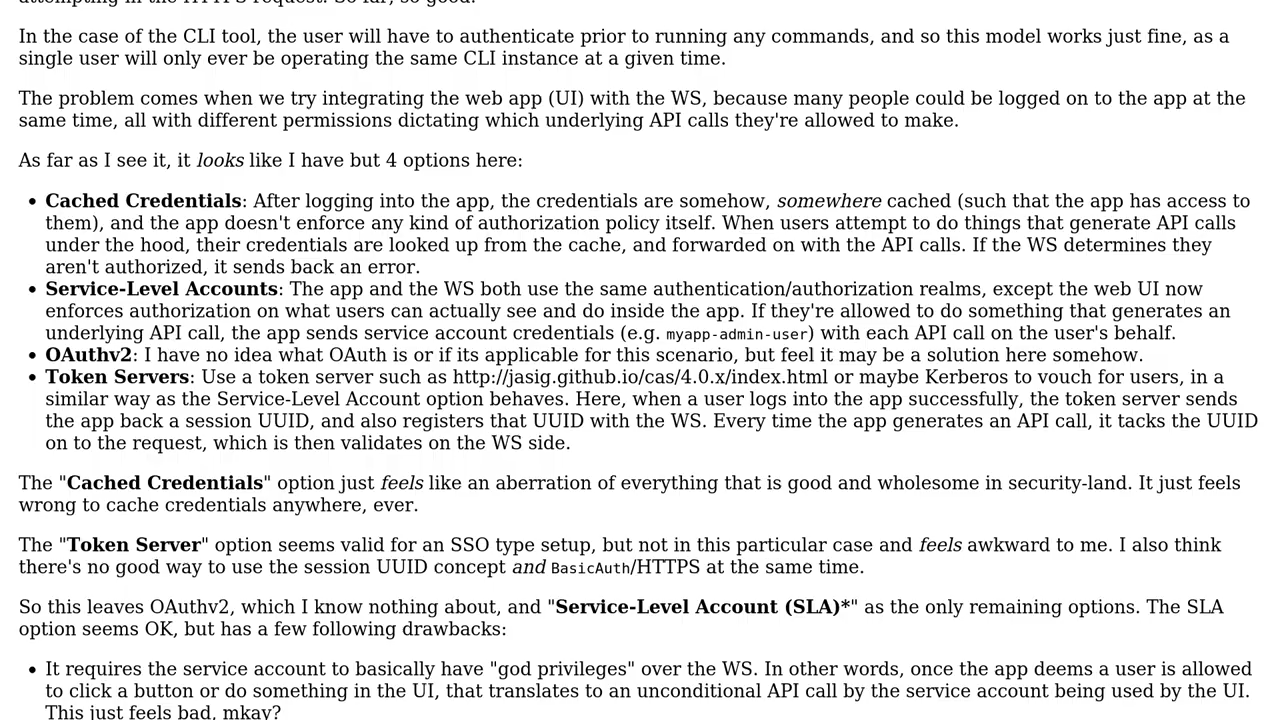 attempting in the HTTPS request. So far, so good.
In the case of the CLI tool, the user will have to authenticate prior to running any commands, and so this model works just fine, as a
single user will only ever be operating the same CLI instance at a given time.
The problem comes when we try integrating the web app (UI) with the WS, because many people could be logged on to the app at the
same time, all with different permissions dictating which underlying API calls they're allowed to make.
As far as I see it, it looks like I have but 4 options here:
• Cached Credentials: After logging into the app, the credentials are somehow, somewhere cached (such that the app has access to
them), and the app doesn't enforce any kind of authorization policy itself. When users attempt to do things that generate API calls
under the hood, their credentials are looked up from the cache, and forwarded on with the API calls. If the WS determines they
aren't authorized, it sends back an error.
• Service-Level Accounts: The app and the WS both use the same authentication/authorization realms, except the web UI now
enforces authorization on what users can actually see and do inside the app. If they're allowed to do something that generates an
underlying API call, the app sends service account credentials (e.g. myapp-admin-user) with each API call on the user's behalf.
• OAuthv2: I have no idea what OAuth is or if its applicable for this scenario, but feel it may be a solution here somehow.
• Token Servers: Use a token server such as http://jasig.github.io/cas/4.0.x/index.html or maybe Kerberos to vouch for users, in a
similar way as the Service-Level Account option behaves. Here, when a user logs into the app successfully, the token server sends
the app back a session UUID, and also registers that UUID with the WS. Every time the app generates an API call, it tacks the UUID
on to the request, which is then validates on the WS side.
The "Cached Credentials" option just feels like an aberration of everything that is good and wholesome in security-land. It just feels
wrong to cache credentials anywhere, ever.
The "Token Server" option seems valid for an SSO type setup, but not in this particular case and feels awkward to me. I also think
there's no good way to use the session UUID concept and BasicAuth/HTTPS at the same time.
So this leaves OAuthv2, which I know nothing about, and "Service-Level Account (SLA)*" as the only remaining options. The SLA
option seems OK, but has a few following drawbacks:
• It requires the service account to basically have "god privileges" over the WS. In other words, once the app deems a user is allowed
to click a button or do something in the UI, that translates to an unconditional API call by the service account being used by the UI.
This just feels bad, mkay?